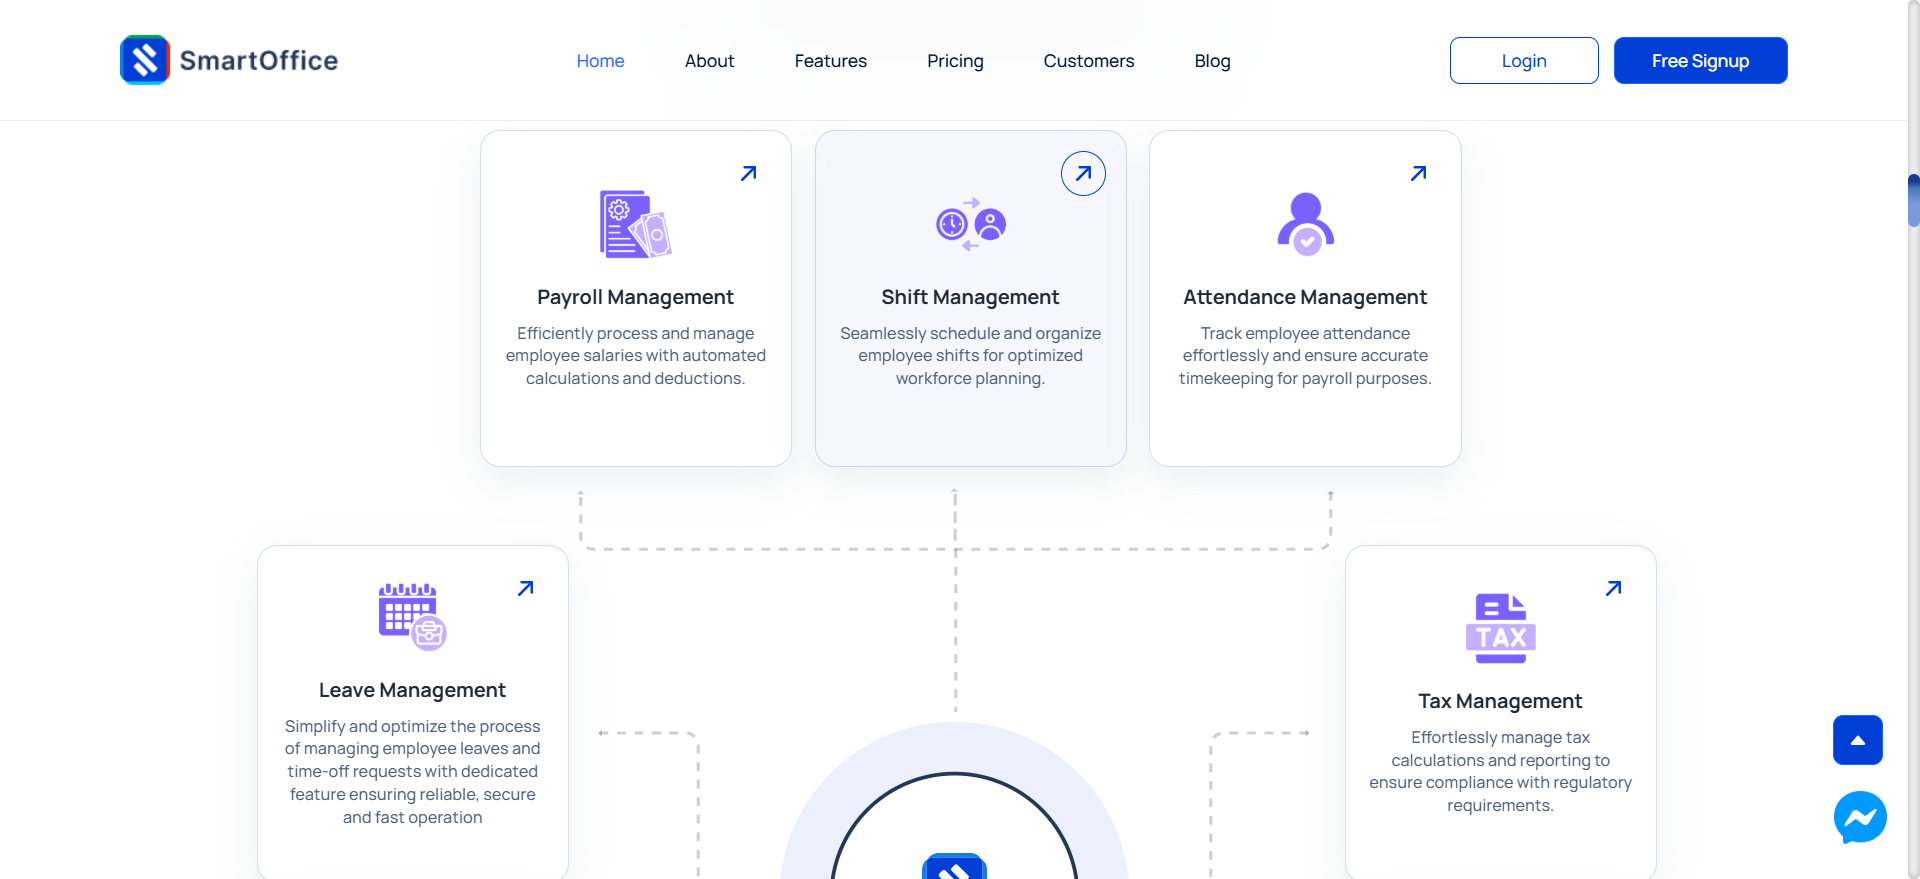 SmartOffice
Home
About
Features
Pricing
Customers
Blog
Login
Free Signup
Payroll Management
Efficiently process and manage
employee salaries with automated
calculations and deductions.
Shift Management
Seamlessly schedule and organize
employee shifts for optimized
workforce planning.
Attendance Management
Track employee attendance
effortlessly and ensure accurate
timekeeping for payroll purposes.
Leave Management
Simplify and optimize the process
of managing employee leaves and
time-off requests with dedicated
feature ensuring reliable, secure
and fast operation
TAX
Tax Management
Effortlessly manage tax
calculations and reporting to
ensure compliance with regulatory
requirements.